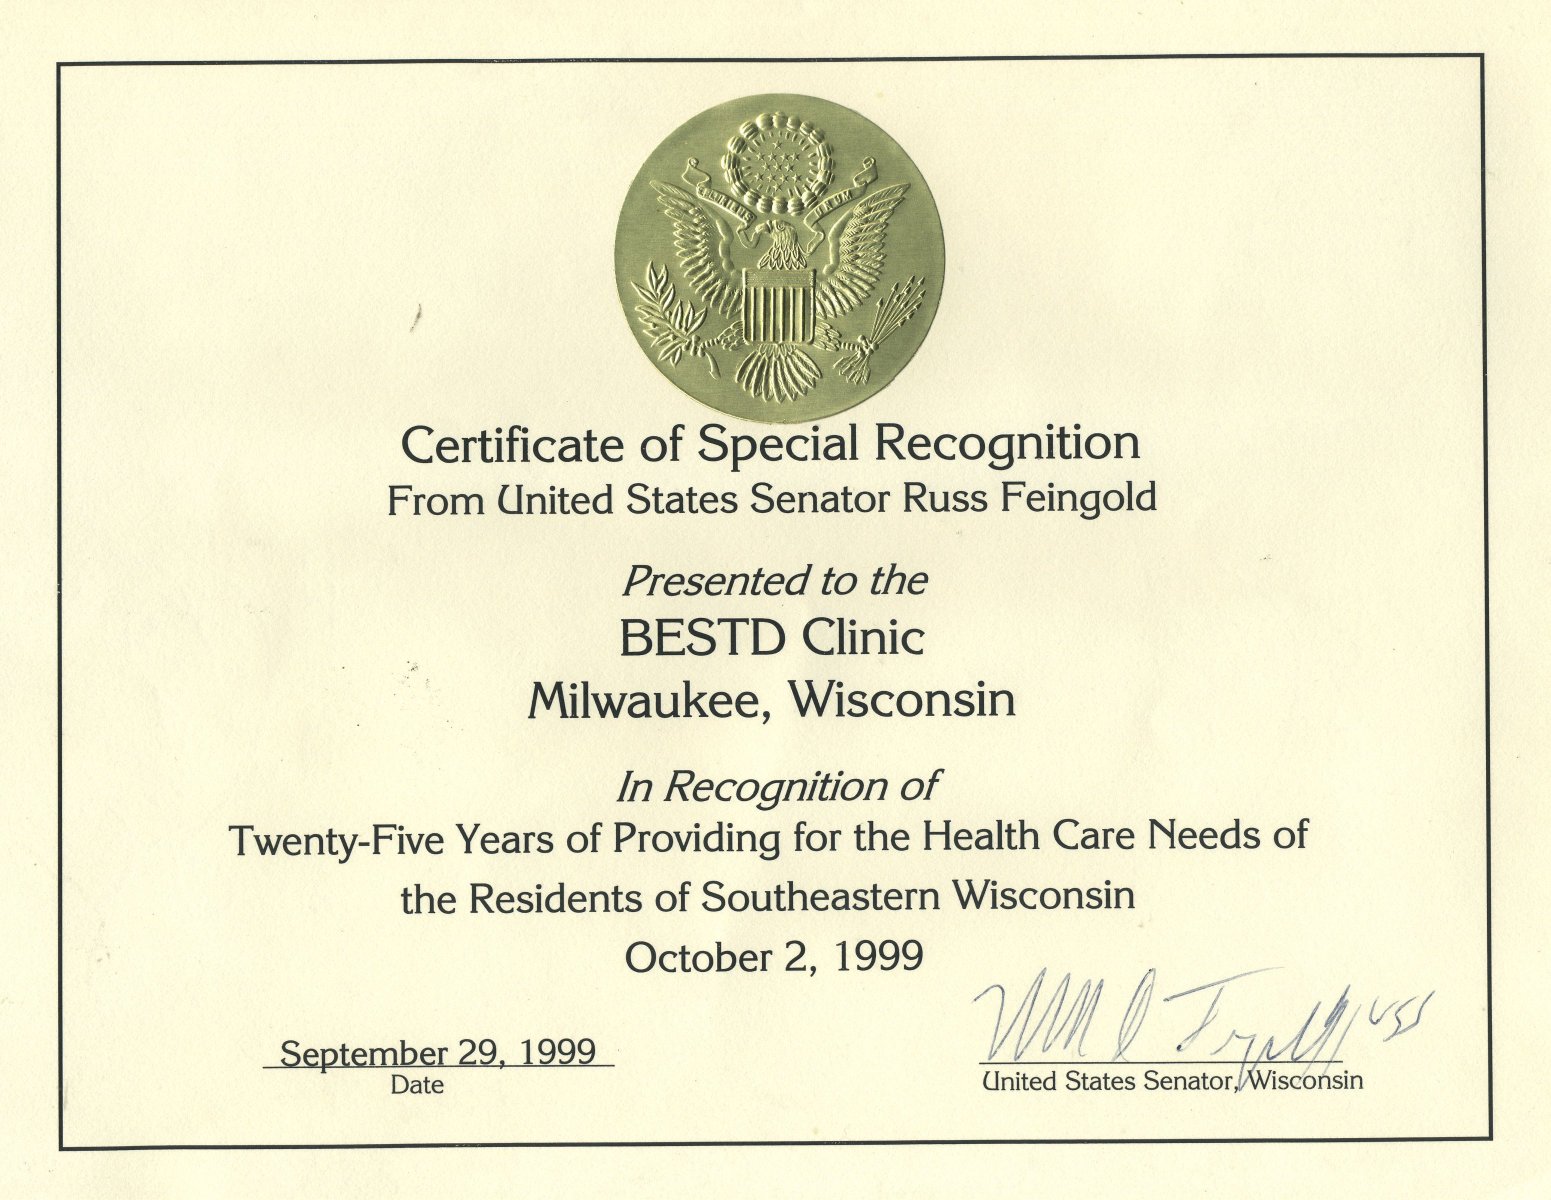 PLURIBUS UNUM
Certificate of Special Recognition
From United States Senator Russ Feingold
Presented to the
BESTD Clinic
Milwaukee, Wisconsin
In Recognition of
Twenty-Five Years of Providing for the Health Care Needs of
the Residents of Southeastern Wisconsin
October 2, 1999
September 29, 1999
Date
United States Senator, Wisconsin